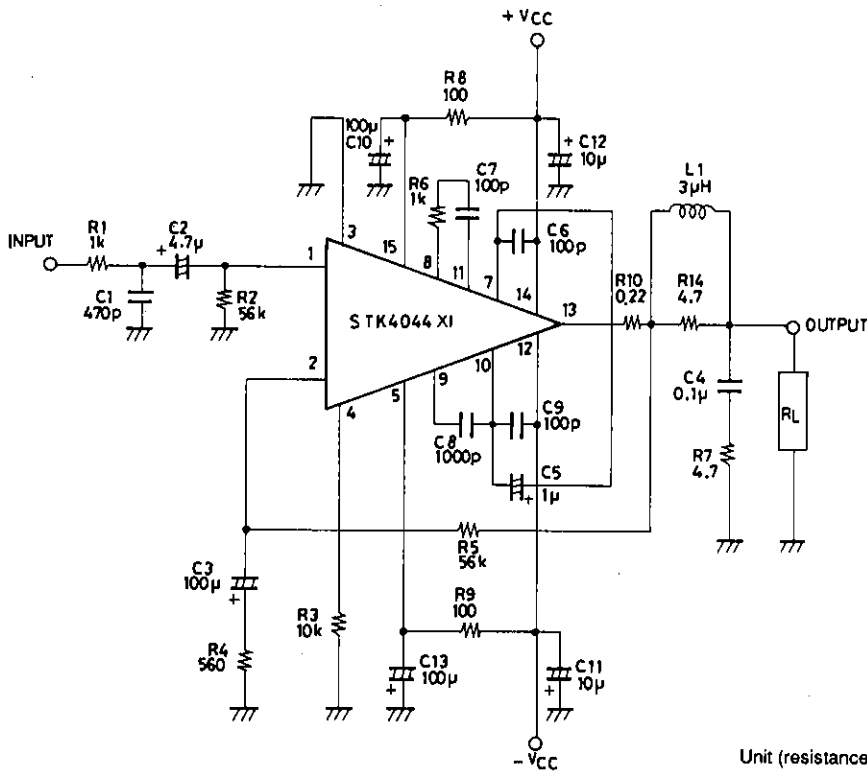 + VCC
R8
100
100µ
C10
+
+
C12
10µ
L1
3µH
C7
100p
R6
1k
C6
100p
3
15
8
11
7
14
INPUT
R1
1k
C2
+
4.7µ
1
C1
470p
R2
56k
STK4044 XI
13
R10
0.22
R14
4.7
OUTPUT
2
4
5
9
10
12
C8
1000p
C9
100p
C5
+
1µ
C4
0.1µ
R7
4.7
RL
R5
56k
C3
100µ
+
R4
560
R3
10k
R9
100
C13
100µ
+
C11
10µ
+
- VCC
Unit (resistance